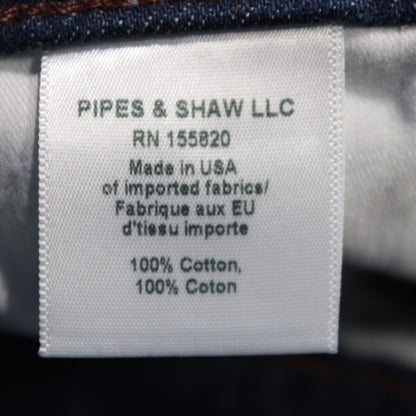 PIPES & SHAW LLC
RN 155820
Made in USA
of imported fabrics/
Fabrique aux EU
d'tissu importe
100% Cotton,
100% Coton